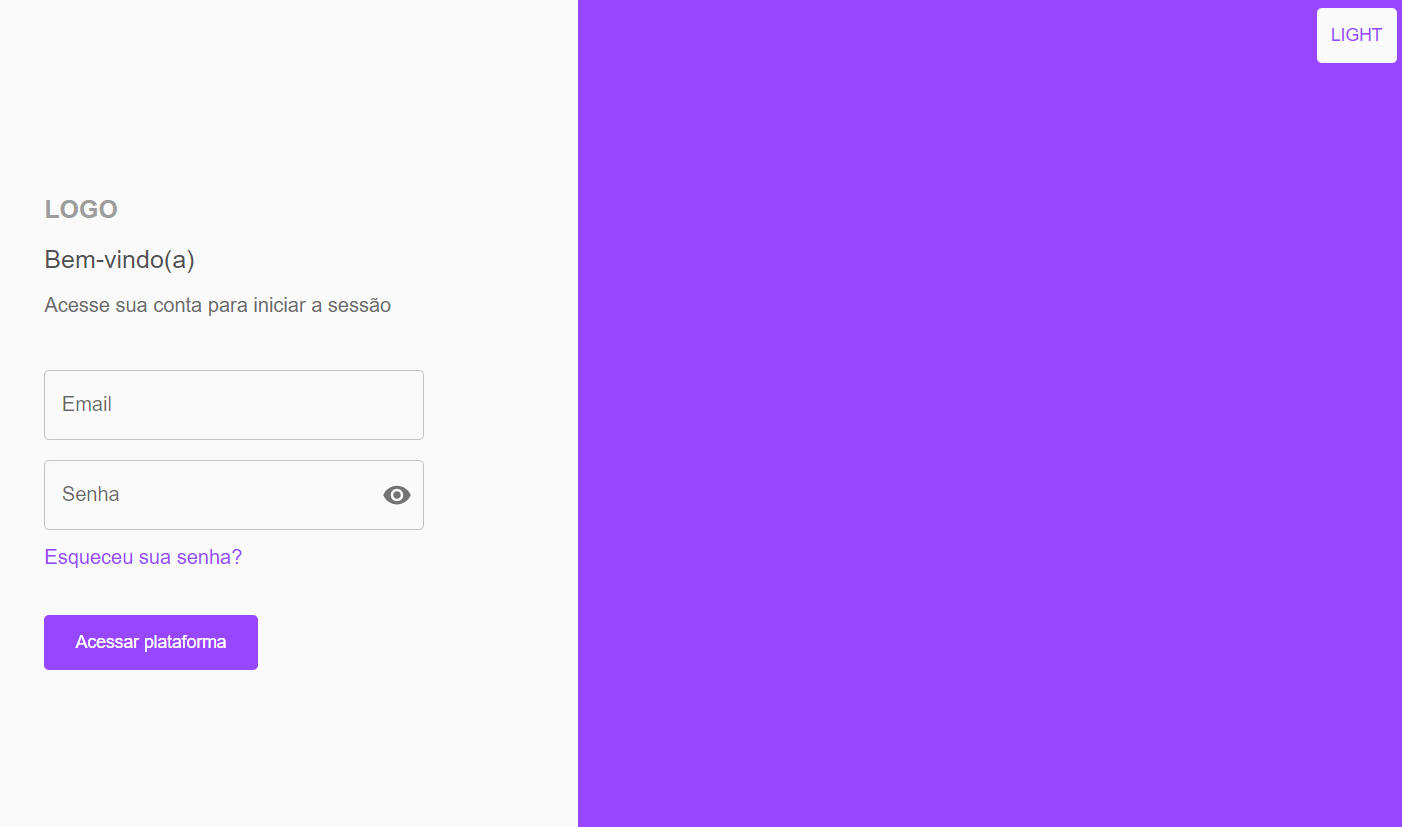 LIGHT
LOGO
Bem-vindo(a)
Acesse sua conta para iniciar a sessão
Email
Senha
Esqueceu sua senha?
Acessar plataforma